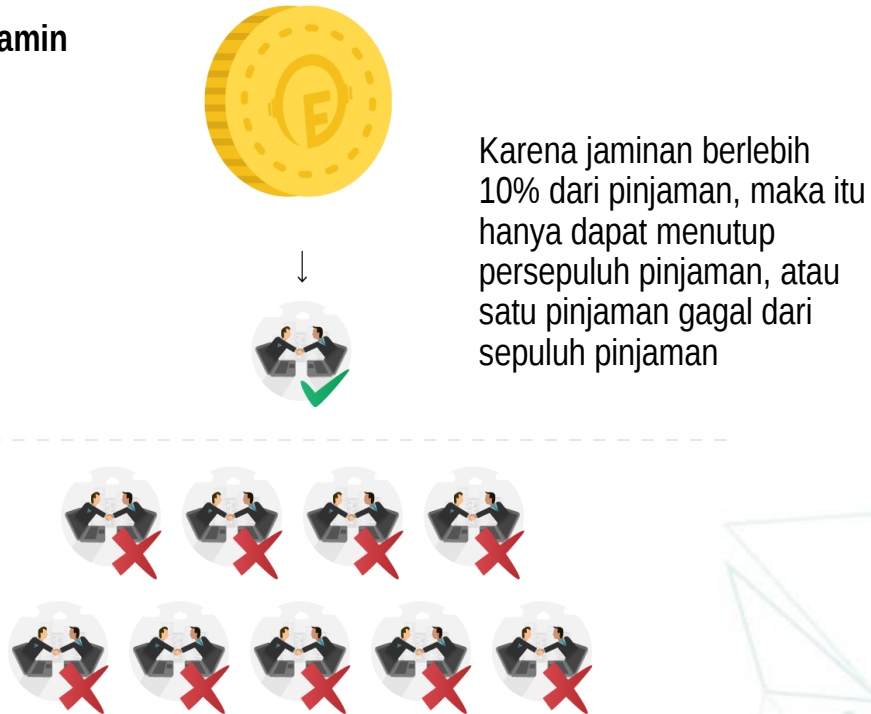 amin
Karena jaminan berlebih
10% dari pinjaman, maka itu
hanya dapat menutup
persepuluh pinjaman, atau
satu pinjaman gagal dari
sepuluh pinjaman